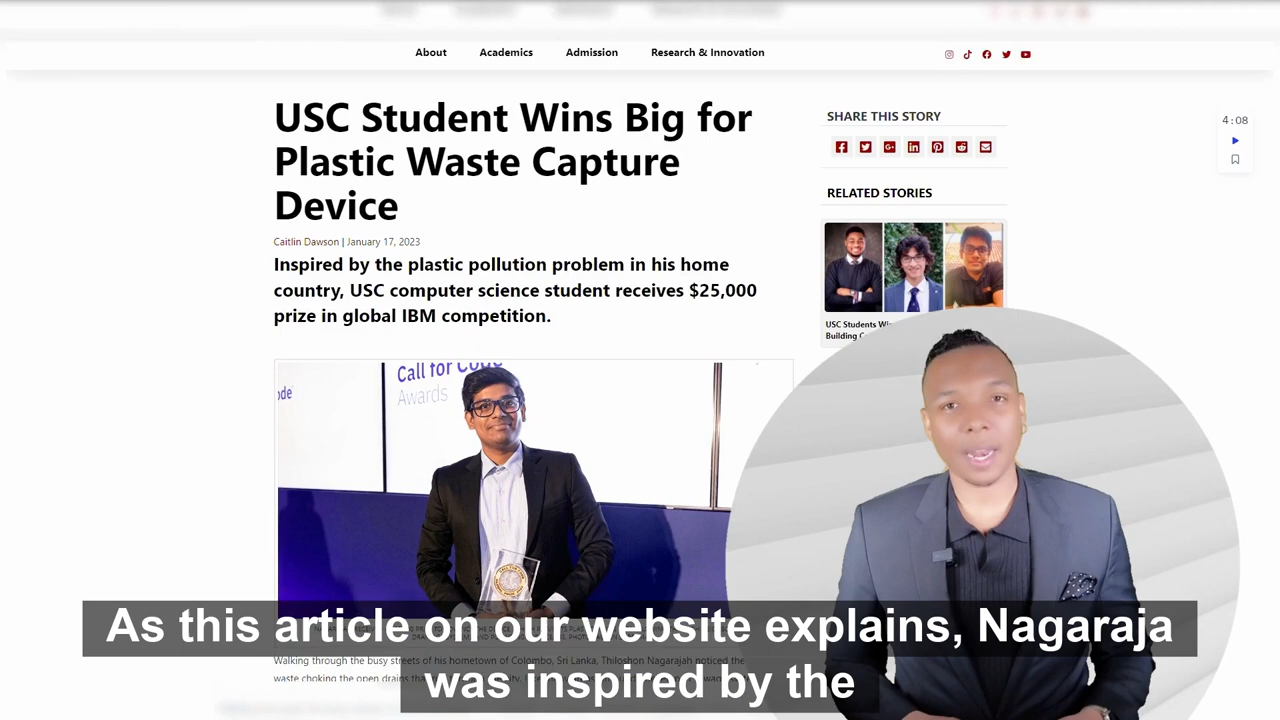 About Academics Admission Research & Innovation
USC Student Wins Big for
Plastic Waste Capture
Device
Caitlin Dawson | January 17, 2023
Inspired by the plastic pollution problem in his home
country, USC computer science student receives $25,000
prize in global IBM competition.
SHARE THIS STORY
RELATED STORIES
USC Students
Building
4:08
Call for Code
Awards
ode
Walking through the busy streets of his hometown of Colombo, Sri Lanka, Thiloshon Nagarajah noticed the
waste choking the open drains
As this article on our website explains, Nagaraja
was inspired by the